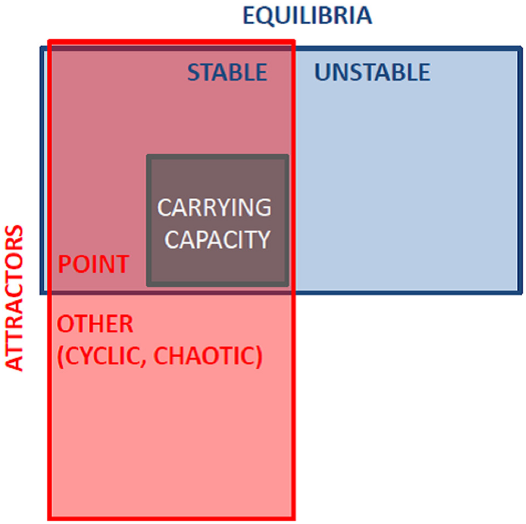 EQUILIBRIA
STABLE
UNSTABLE
CARRYING
CAPACITY
ATTRACTORS
POINT
OTHER
(CYCLIC, CHAOTIC)